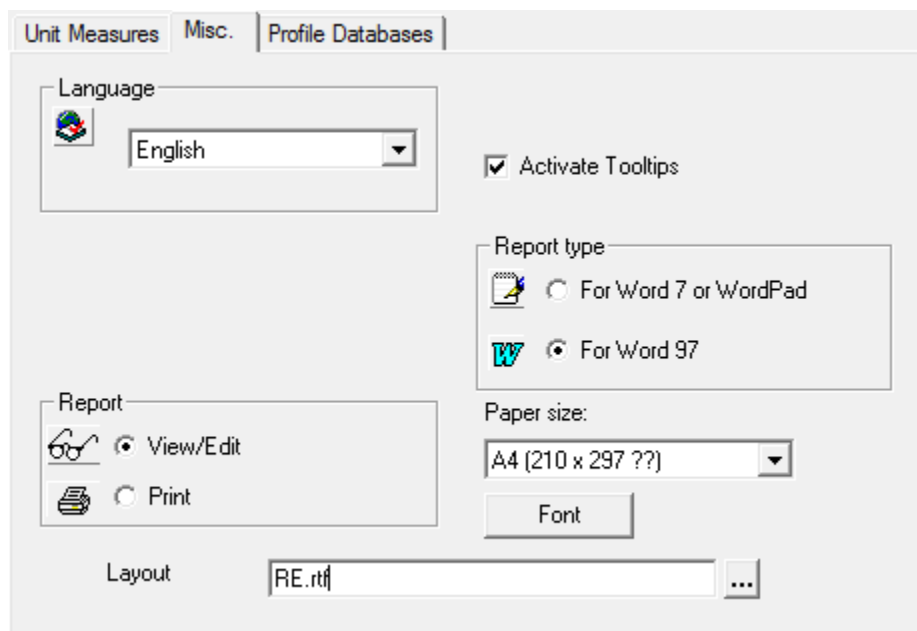 Unit Measures Misc. Profile Databases
Language
English
Activate Tooltips
Report type
For Word 7 or WordPad
W For Word 97
Report
View/Edit
Print
Paper size:
A4 (210 x 297 ??)
Font
Layout RE.rtf ...